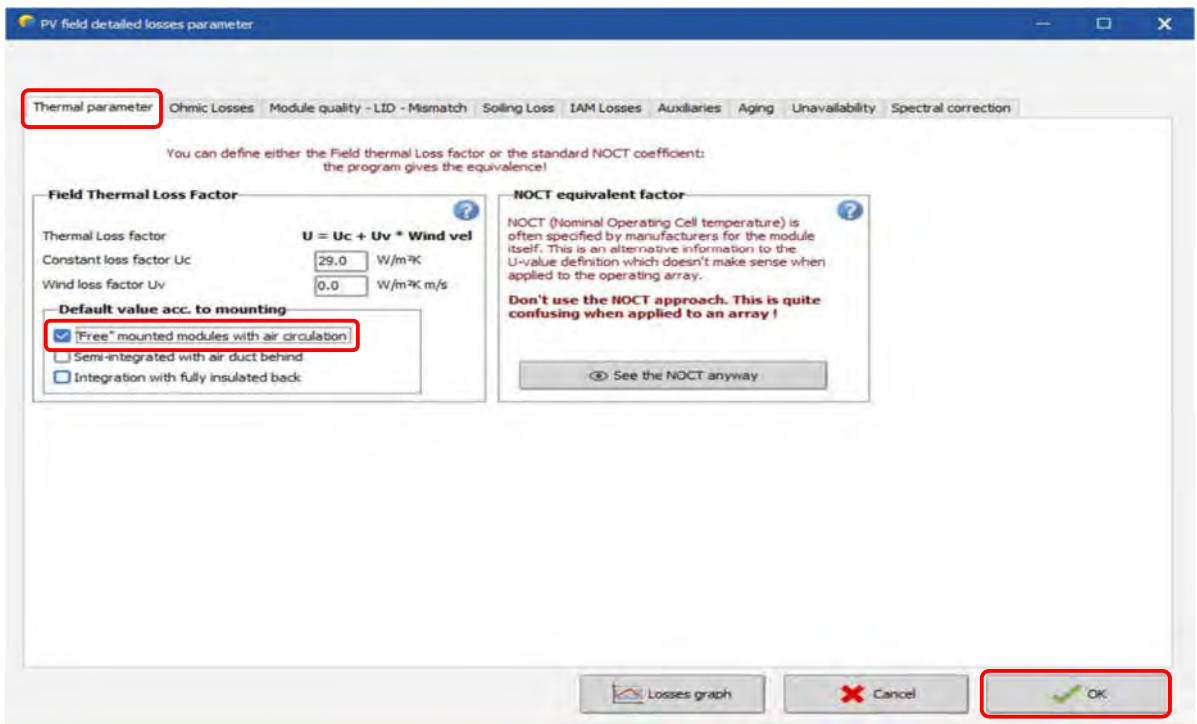 PV field detailed losses parameter
Thermal parameter Ohmic Losses Module quality - LID - Mismatch Soiling Loss IAM Losses Auxiliaries Aging Unavailability Spectral correction
You can define either the Field thermal Loss factor or the standard NOCT coefficient:
the program gives the equivalence!
Field Thermal Loss Factor
Thermal Loss factor U = Uc + Uv * Wind vel
Constant loss factor Uc 29.0 W/m²K
Wind loss factor Uv 0.0 W/m²K m/s
Default value acc. to mounting
"Free" mounted modules with air circulation
Semi-integrated with air duct behind
Integration with fully insulated back
NOCT equivalent factor
NOCT (Nominal Operating Cell temperature) is
often specified by manufacturers for the module
itself. This is an alternative information to the
U-value definition which doesn't make sense when
applied to the operating array.
Don't use the NOCT approach. This is quite
confusing when applied to an array !
See the NOCT anyway
Losses graph Cancel OK